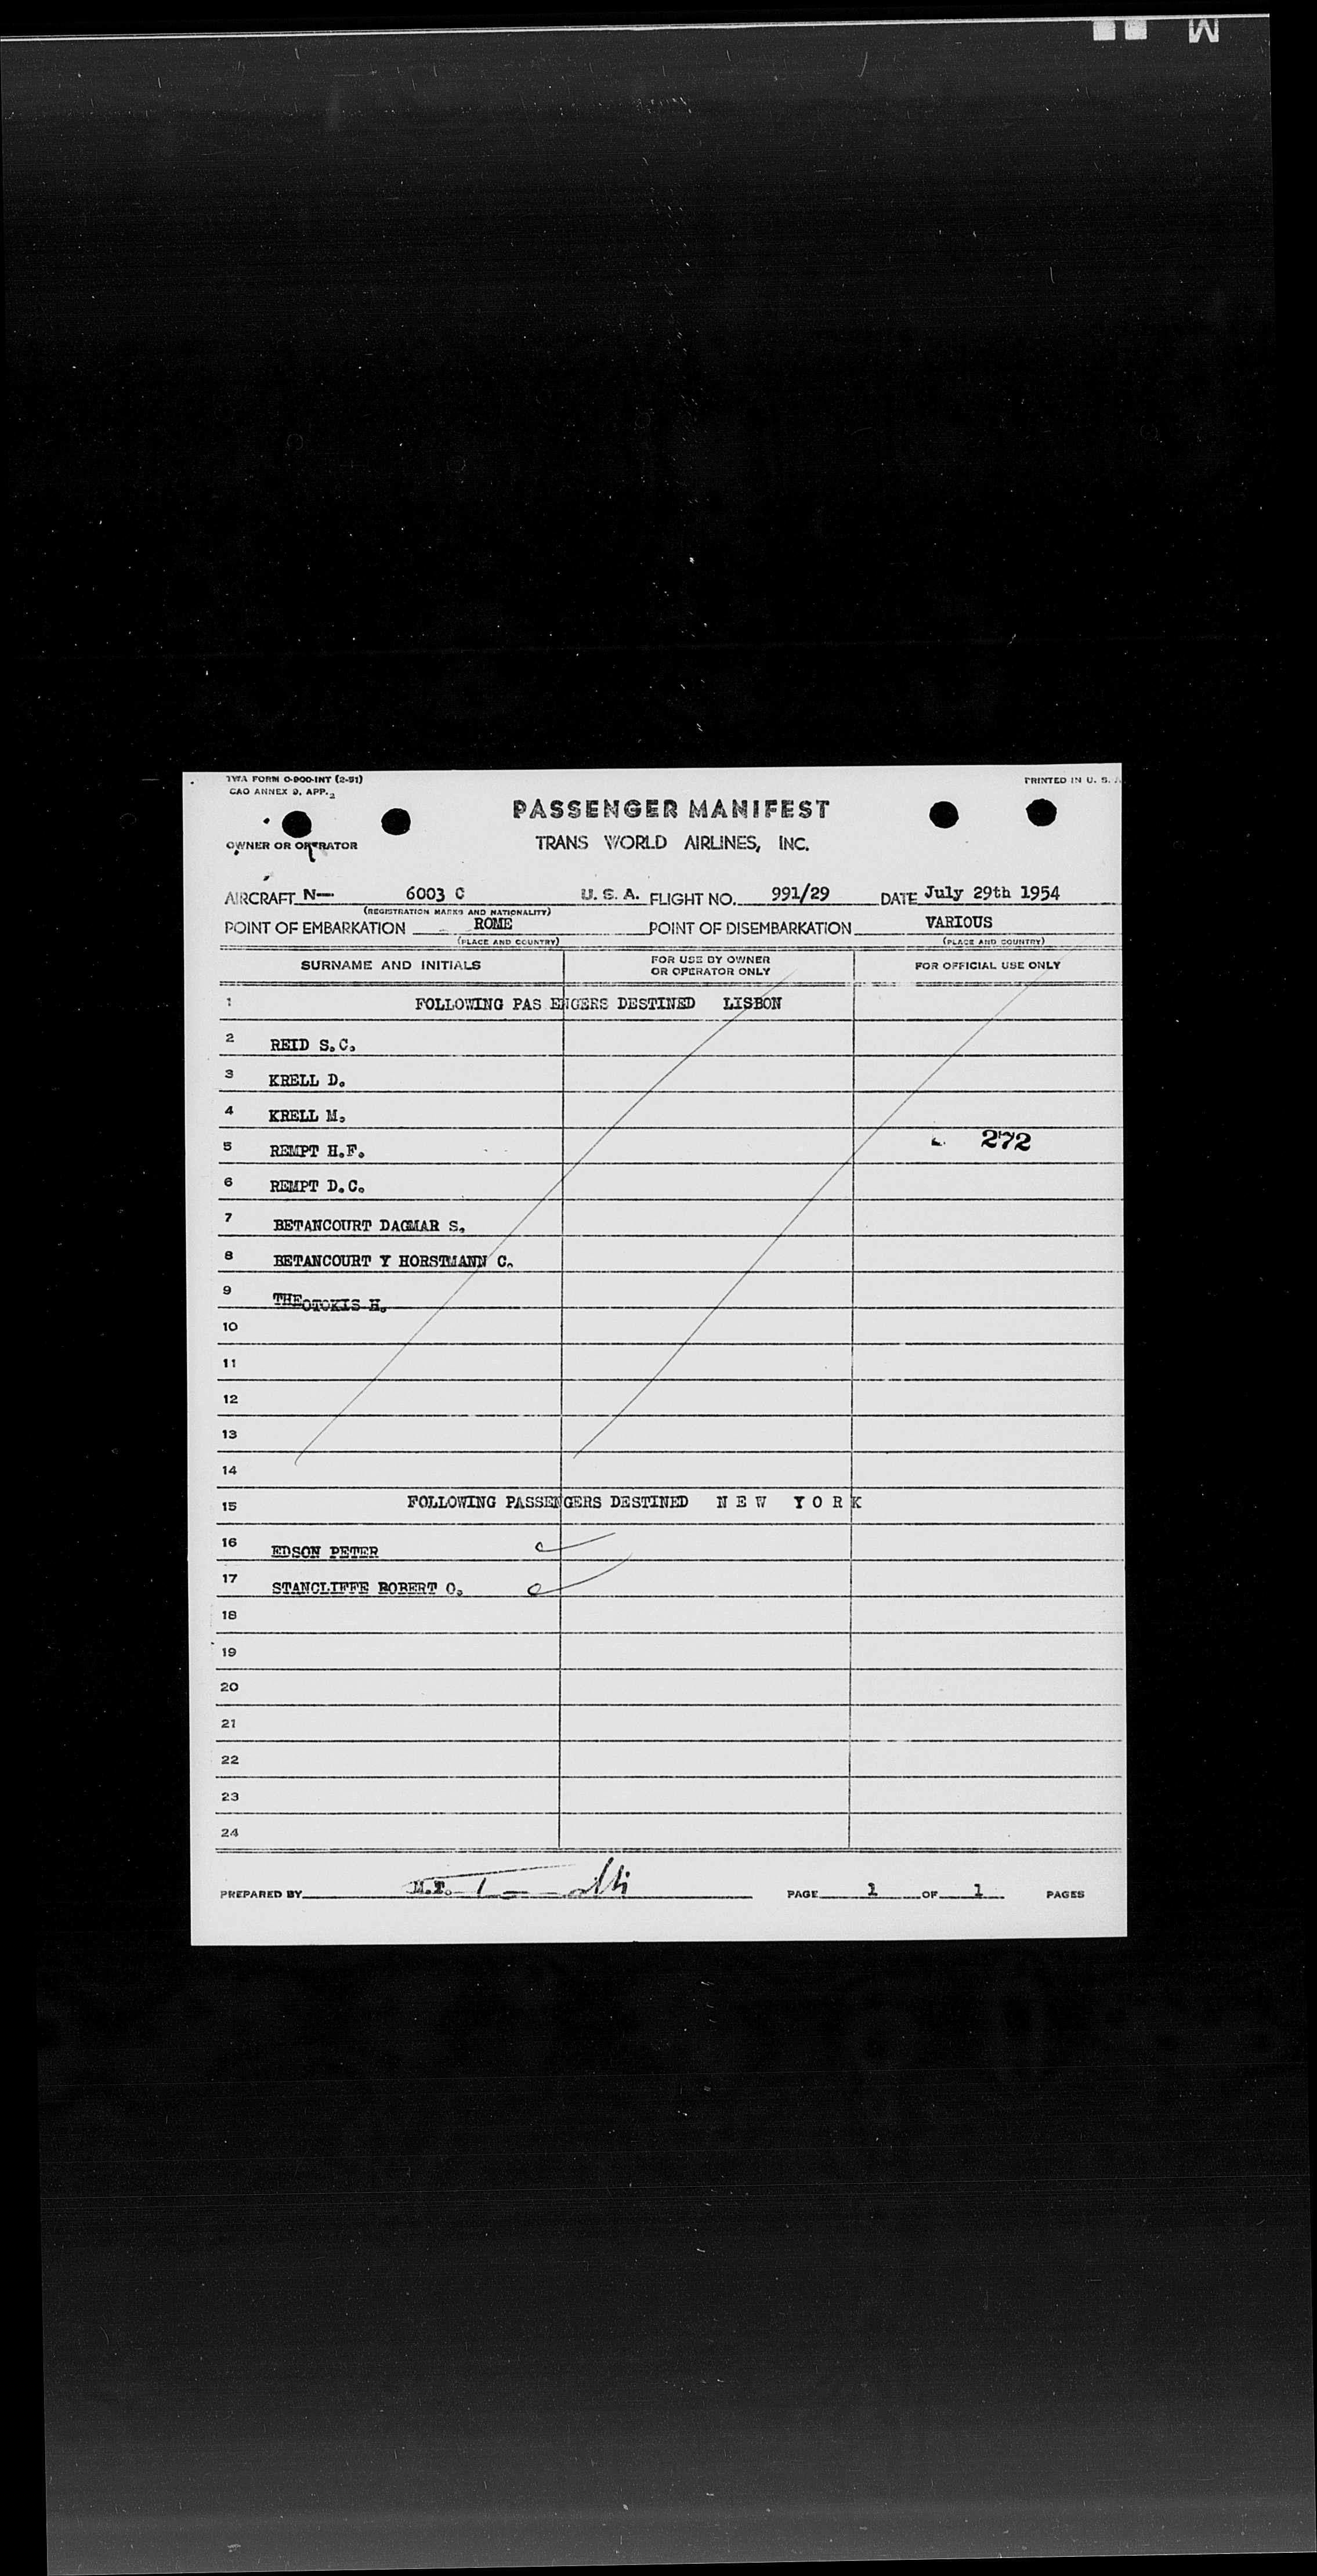 TWA FORM O-900-INT (2-51)
PRINTED IN U. S. A
CAO ANNEX 9, APP. 2
PASSENGER MANIFEST
OWNER OR OPERATOR
TRANS WORLD AIRLINES, INC.
AIRCRAFT N— 6003 C U. S. A. FLIGHT NO. 991/29 DATE July 29th 1954
(REGISTRATION MARKS AND NATIONALITY)
POINT OF EMBARKATION ROME POINT OF DISEMBARKATION VARIOUS
(PLACE AND COUNTRY) (PLACE AND COUNTRY)
SURNAME AND INITIALS FOR USE BY OWNER OR OPERATOR ONLY FOR OFFICIAL USE ONLY
1 FOLLOWING PAS ENGERS DESTINED LISBON
2 REID S.C.
3 KRELL D.
4 KRELL M.
5 REMPT H.F. 272
6 REMPT D.C.
7 BETANCOURT DAGMAR S.
8 BETANCOURT Y HORSTMANN C.
9 THEOTOKIS H.
10
11
12
13
14
15 FOLLOWING PASSENGERS DESTINED N E W Y O R K
16 EDSON PETER
17 STANCLIFFE ROBERT O.
18
19
20
21
22
23
24
PREPARED BY M.T. PAGE 1 OF 1 PAGES